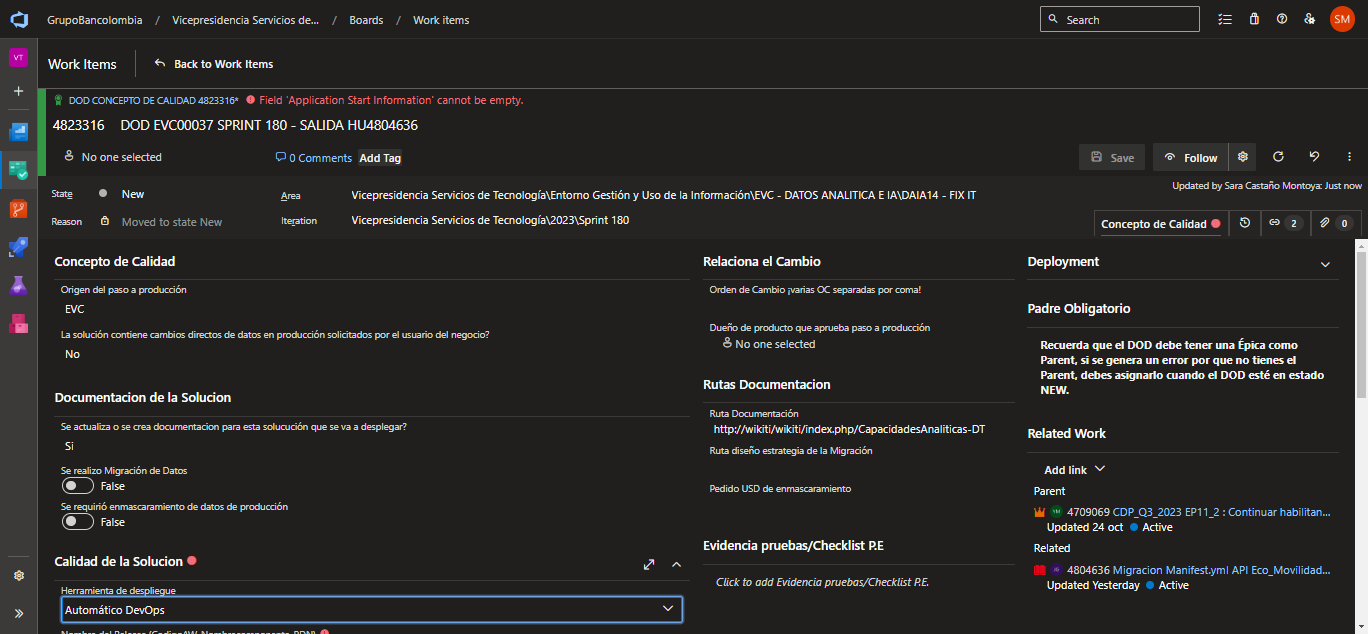 GrupoBancolombia / Vicepresidencia Servicios de... / Boards / Work items
Search
SM
VT
Work Items
Back to Work Items
DOD CONCEPTO DE CALIDAD 4823316*
Field 'Application Start Information' cannot be empty.
4823316 DOD EVC00037 SPRINT 180 - SALIDA HU4804636
No one selected
0 Comments
Add Tag
Save
Follow
State
New
Area
Vicepresidencia Servicios de Tecnología\Entorno Gestión y Uso de la Información\EVC - DATOS ANALITICA E IA\DAIA14 - FIX IT
Updated by Sara Castaño Montoya: Just now
Reason
Moved to state New
Iteration
Vicepresidencia Servicios de Tecnología\2023\Sprint 180
Concepto de Calidad
2
0
Concepto de Calidad
Origen del paso a producción
EVC
La solución contiene cambios directos de datos en producción solicitados por el usuario del negocio?
No
Documentacion de la Solucion
Se actualiza o se crea documentacion para esta solucución que se va a desplegar?
Si
Se realizo Migración de Datos
False
Se requirió enmascaramiento de datos de producción
False
Calidad de la Solucion
Herramienta de despliegue
Automático DevOps
Relaciona el Cambio
Orden de Cambio ¡varias OC separadas por coma!
Dueño de producto que aprueba paso a producción
No one selected
Rutas Documentacion
Ruta Documentación
http://wikiti/wikiti/index.php/CapacidadesAnaliticas-DT
Ruta diseño estrategia de la Migración
Pedido USD de enmascaramiento
Evidencia pruebas/Checklist P.E
Click to add Evidencia pruebas/Checklist P.E.
Deployment
Padre Obligatorio
Recuerda que el DOD debe tener una Épica como
Parent, si se genera un error por que no tienes el
Parent, debes asignarlo cuando el DOD esté en estado
NEW.
Related Work
Add link
Parent
4709069 CDP_Q3_2023 EP11_2 : Continuar habilitan...
Updated 24 oct Active
Related
4804636 Migracion Manifest.yml API Eco_Movilidad...
Updated Yesterday Active